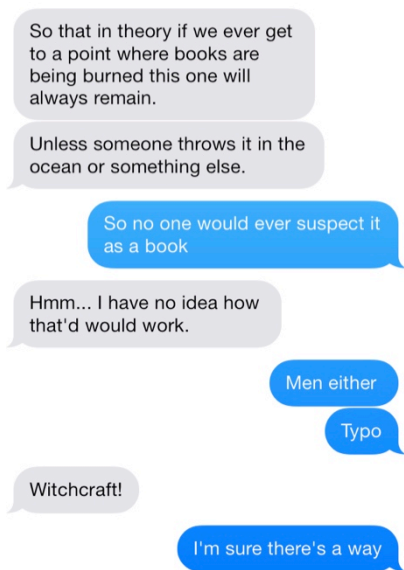 So that in theory if we ever get
to a point where books are
being burned this one will
always remain.
Unless someone throws it in the
ocean or something else.
So no one would ever suspect it
as a book
Hmm... I have no idea how
that'd would work.
Men either
Typo
Witchcraft!
I'm sure there's a way